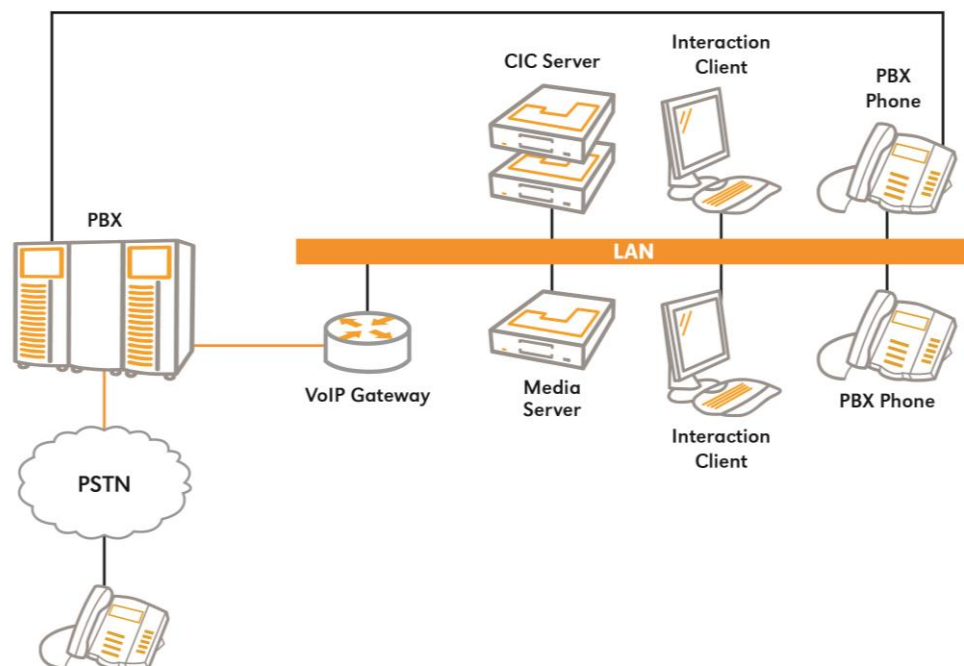 Interaction
Client
CIC Server
PBX
Phone
PBX
LAN
VoIP Gateway
Media
Server
PBX Phone
Interaction
Client
PSTN